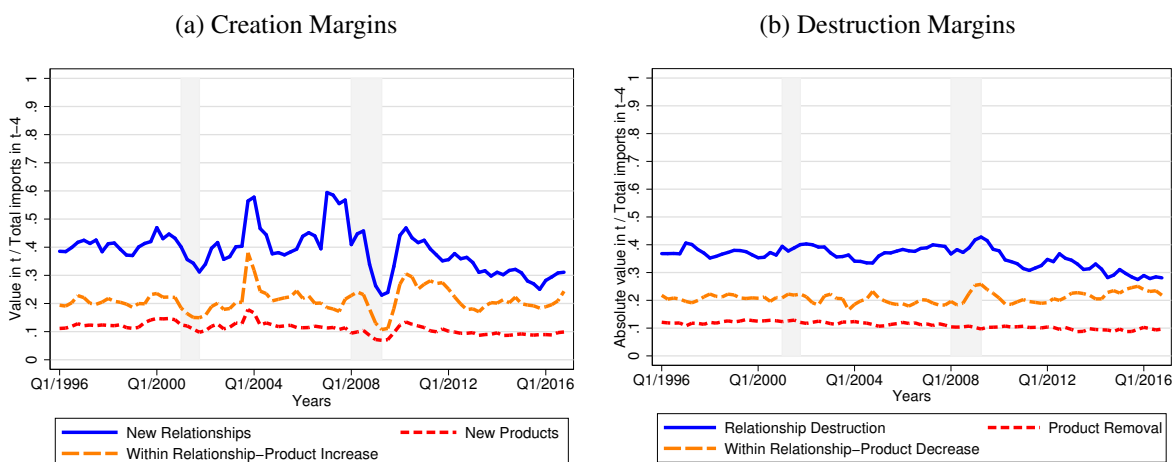 (a) Creation Margins
Value in t / Total imports in t−4
0 .1 .2 .3 .4 .5 .6 .7 .8 .9 1
Q1/1996 Q1/2000 Q1/2004 Q1/2008 Q1/2012 Q1/2016
Years
New Relationships New Products
Within Relationship−Product Increase
(b) Destruction Margins
Absolute value in t / Total imports in t−4
0 .1 .2 .3 .4 .5 .6 .7 .8 .9 1
Q1/1996 Q1/2000 Q1/2004 Q1/2008 Q1/2012 Q1/2016
Years
Relationship Destruction Product Removal
Within Relationship−Product Decrease